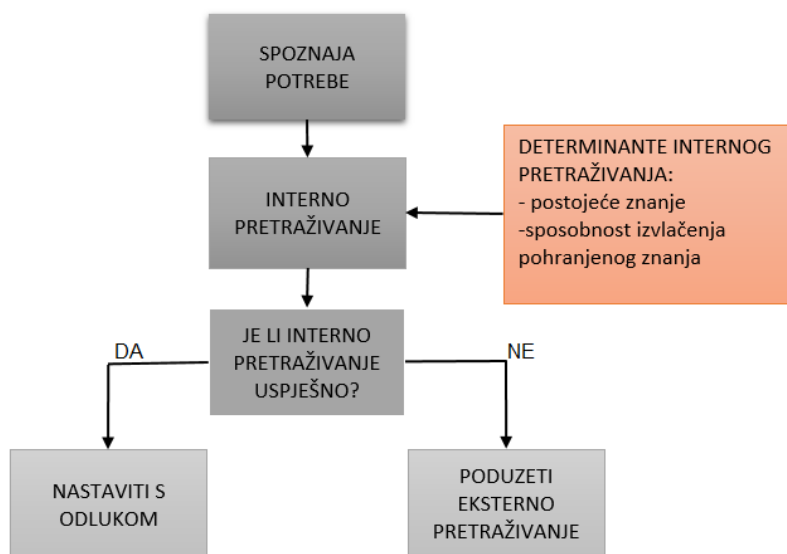 SPOZNAJA
POTREBE
DETERMINANTE INTERNOG
PRETRAŽIVANJA:
- postojeće znanje
-sposobnost izvlačenja
pohranjenog znanja
INTERNO
PRETRAŽIVANJE
JE LI INTERNO
PRETRAŽIVANJE
USPJEŠNO?
DA
NE
NASTAVITI S
ODLUKOM
PODUZETI
EKSTERNO
PRETRAŽIVANJE